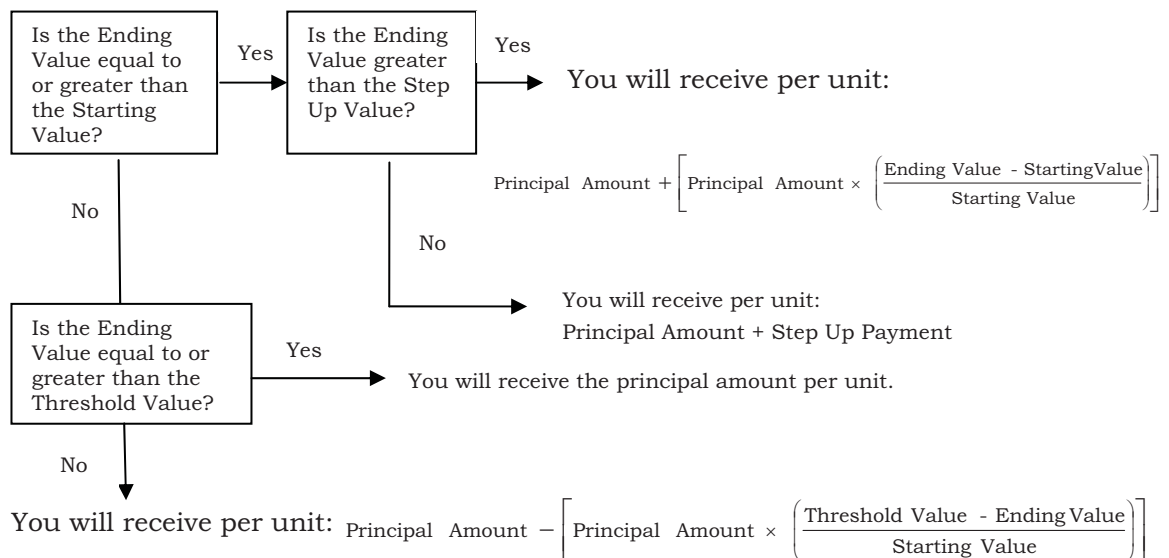 Is the Ending
Value equal to
or greater than
the Starting
Value?
Yes
Is the Ending
Value greater
than the Step
Up Value?
Yes
You will receive per unit:
Principal Amount + [Principal Amount × (Ending Value - StartingValue
Starting Value)]
No
No
You will receive per unit:
Principal Amount + Step Up Payment
Is the Ending
Value equal to or
greater than the
Threshold Value?
Yes
You will receive the principal amount per unit.
No
You will receive per unit: Principal Amount − [Principal Amount × (Threshold Value - Ending Value
Starting Value)]